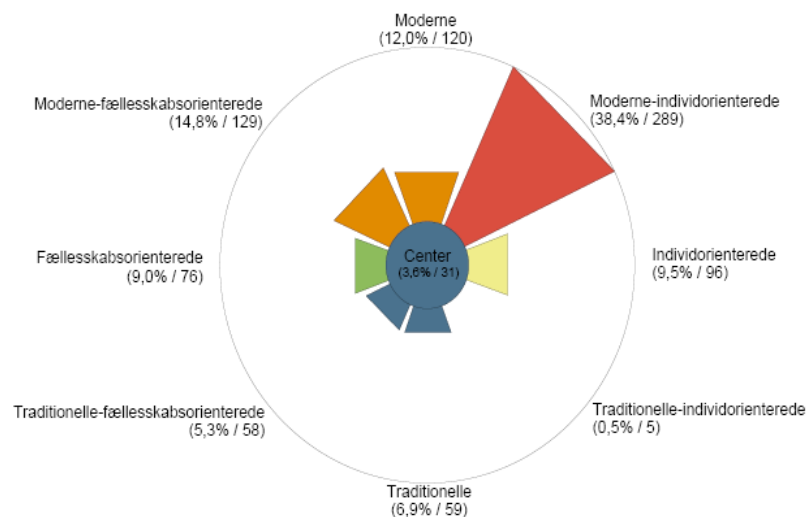 Moderne
(12,0% / 120)
Moderne-fællesskabsorienterede
(14,8% / 129)
Moderne-individorienterede
(38,4% / 289)
Fællesskabsorienterede
(9,0% / 76)
Center
(3,6% / 31)
Individorienterede
(9,5% / 96)
Traditionelle-fællesskabsorienterede
(5,3% / 58)
Traditionelle-individorienterede
(0,5% / 5)
Traditionelle
(6,9% / 59)